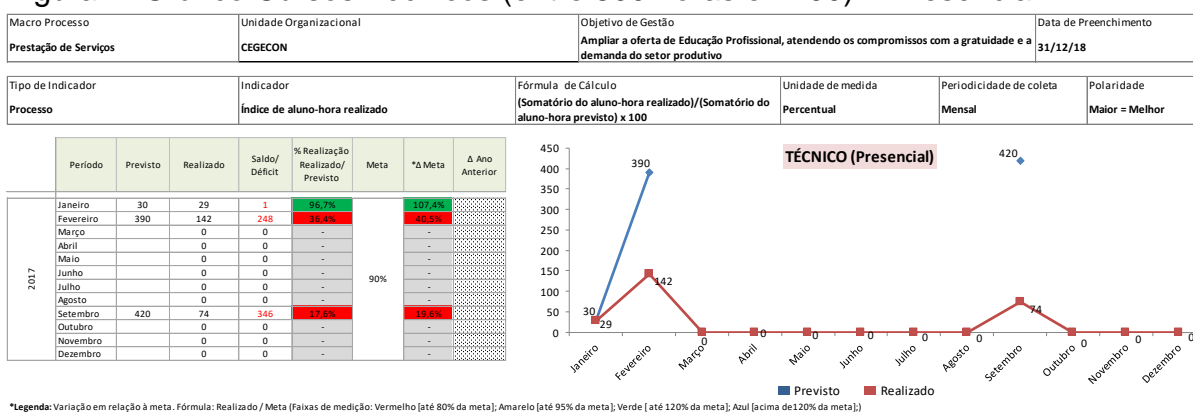 Macro Processo
Prestação de Serviços
Unidade Organizacional
CEGECON
Objetivo de Gestão
Ampliar a oferta de Educação Profissional, atendendo os compromissos com a gratuidade e a
demanda do setor produtivo
Data de Preenchimento
31/12/18
Tipo de Indicador
Processo
Indicador
Índice de aluno-hora realizado
Fórmula de Cálculo
(Somatório do aluno-hora realizado)/(Somatório do
aluno-hora previsto) x 100
Unidade de medida
Percentual
Periodicidade de coleta
Mensal
Polaridade
Maior = Melhor
Período Previsto Realizado Saldo/ Déficit % Realização Realizado/ Previsto Meta *Δ Meta Δ Ano Anterior
2017
Janeiro 30 29 1 96,7% 107,4%
Fevereiro 390 142 248 36,4% 40,5%
Março 0 0 - -
Abril 0 0 - -
Maio 0 0 - -
Junho 0 0 - -
90%
Julho 0 0 - -
Agosto 0 0 - -
Setembro 420 74 346 17,6% 19,6%
Outubro 0 0 - -
Novembro 0 0 - -
Dezembro 0 0 - -
TÉCNICO (Presencial)
450
400
350
300
250
200
150
100
50
0
30 390 420
29 142 0 0 0 0 0 0 74 0 0 0
Janeiro Fevereiro Março Abril Maio Junho Julho Agosto Setembro Outubro Novembro Dezembro
Previsto Realizado
*Legenda: Variação em relação à meta. Fórmula: Realizado / Meta (Faixas de medição: Vermelho [até 80% da meta]; Amarelo [até 95% da meta]; Verde [ até 120% da meta]; Azul [acima de120% da meta];)